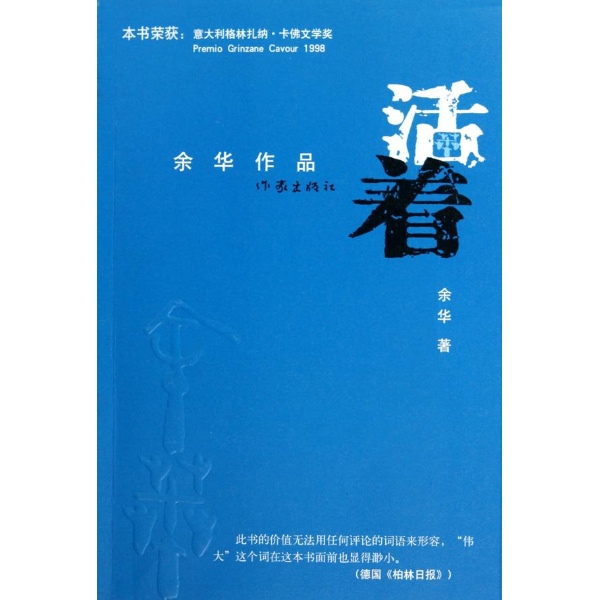 本书荣获：意大利格林扎纳·卡佛文学奖
Premio Grinzane Cavour 1998
活着
余华作品
作家出版社
余华 著
余华
此书的价值无法用任何评论的词语来形容，“伟
大”这个词在这本书面前也显得渺小。
（德国《柏林日报》）